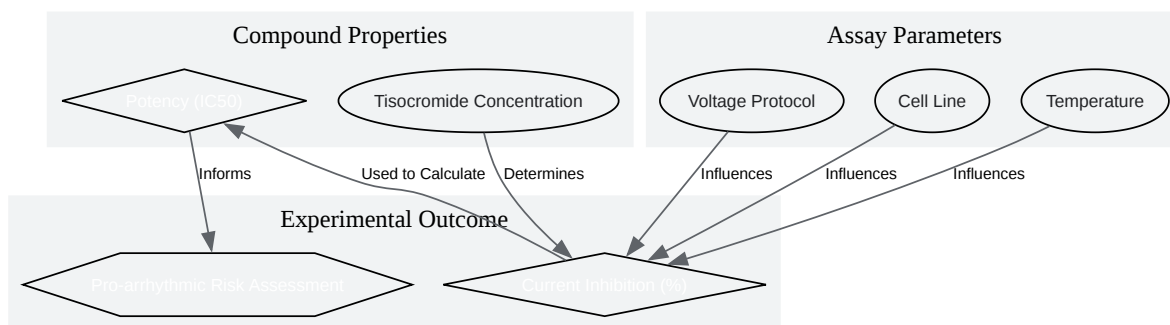 Compound Properties
Assay Parameters
Potency (IC50)
Tisocromide Concentration
Voltage Protocol
Cell Line
Temperature
Informs
Used to Calculate
Determines
Influences
Influences
Influences
Experimental Outcome
Pro-arrhythmic Risk Assessment
Current Inhibition (%)